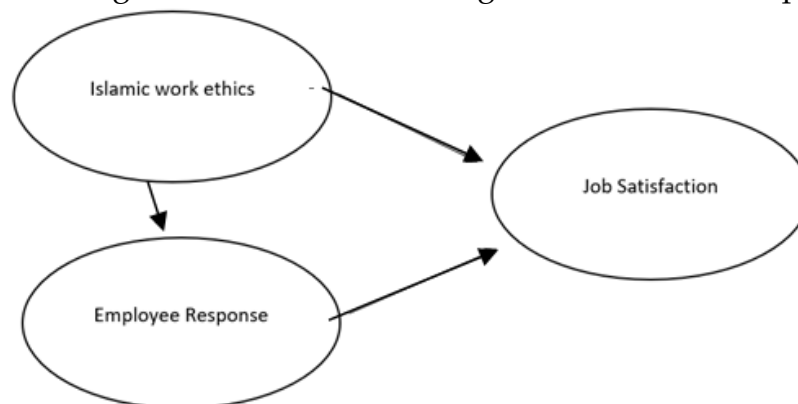 Islamic work ethics
Job Satisfaction
Employee Response